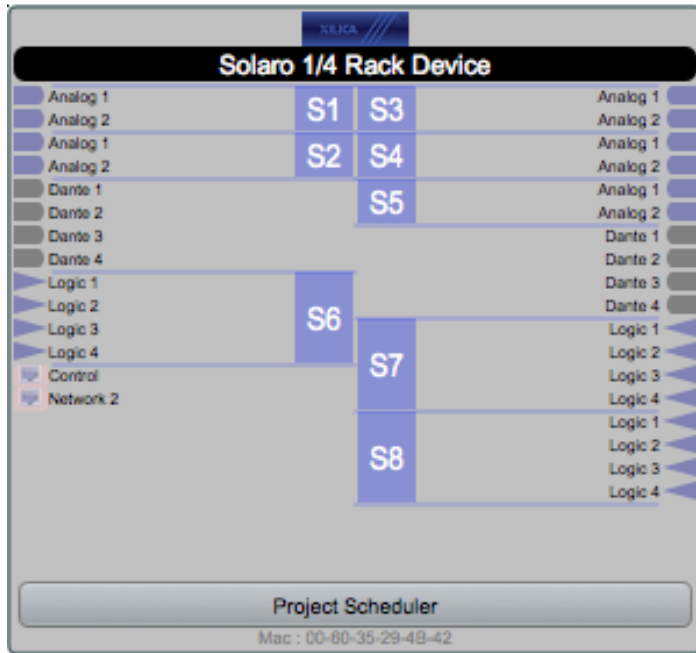 XILICA
Solaro 1/4 Rack Device
Analog 1
Analog 2
Analog 1
Analog 2
Dante 1
Dante 2
Dante 3
Dante 4
Logic 1
Logic 2
Logic 3
Logic 4
Control
Network 2
S1
S2
S6
S3
S4
S5
S7
S8
Analog 1
Analog 2
Analog 1
Analog 2
Analog 1
Analog 2
Dante 1
Dante 2
Dante 3
Dante 4
Logic 1
Logic 2
Logic 3
Logic 4
Logic 1
Logic 2
Logic 3
Logic 4
Project Scheduler
Mac : 00-60-35-29-4B-42